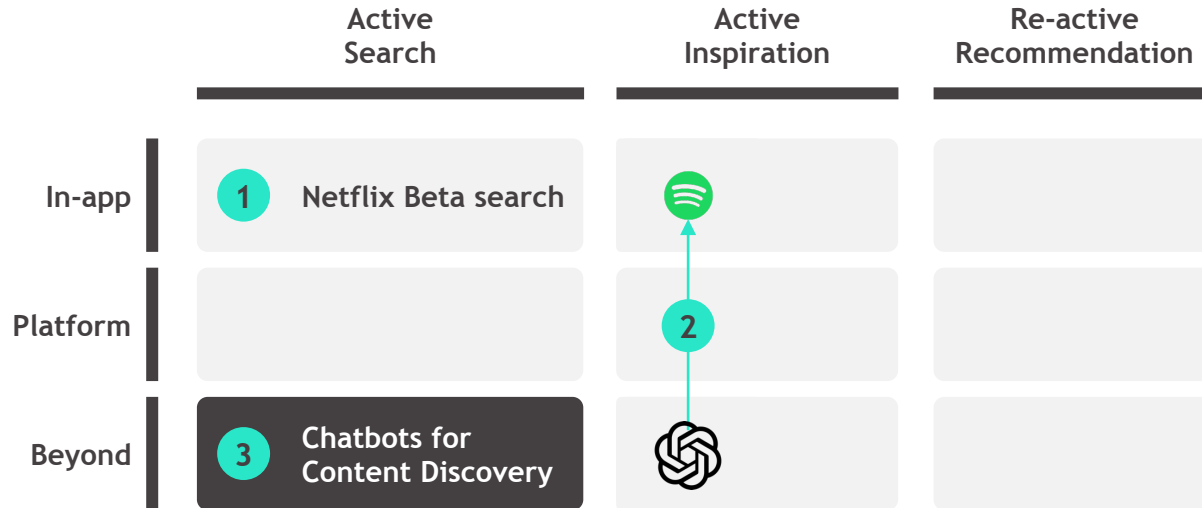 Active
Search
Active
Inspiration
Re-active
Recommendation
In-app
1
Netflix Beta search
Platform
2
Beyond
3
Chatbots for
Content Discovery